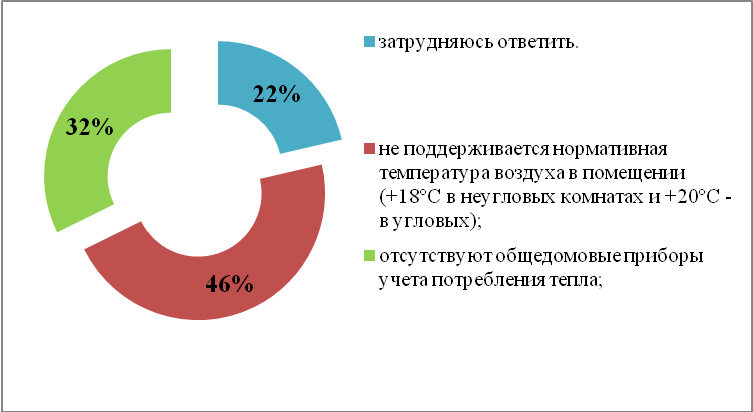 затрудняюсь ответить.
22%
32%
не поддерживается нормативная
температура воздуха в помещении
(+18°С в неугловых комнатах и +20°С -
в угловых);
отсутствуют общедомовые приборы
учета потребления тепла;
46%